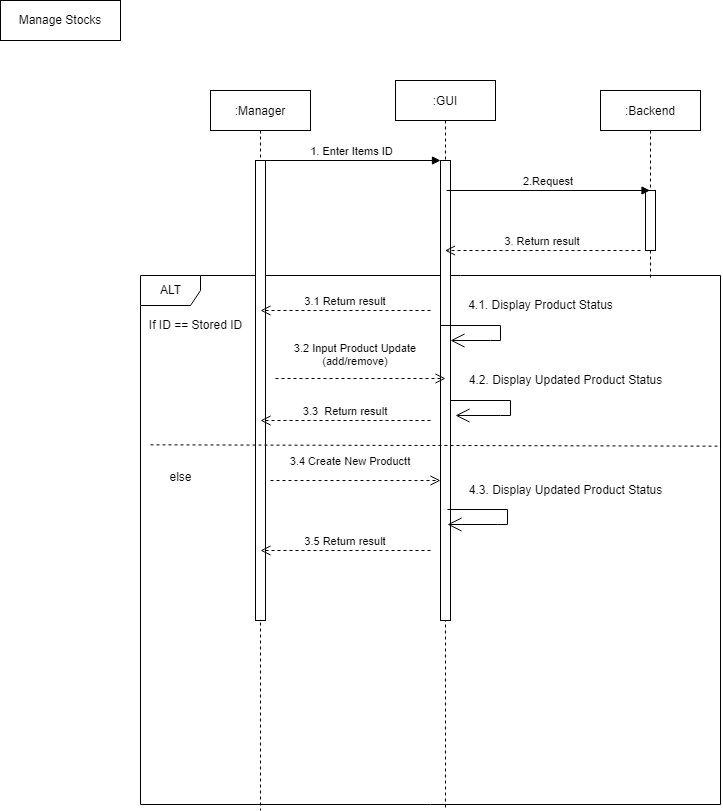 Manage Stocks
:Manager
:GUI
:Backend
1. Enter Items ID
2.Request
3. Return result
ALT
3.1 Return result
4.1. Display Product Status
If ID == Stored ID
3.2 Input Product Update
(add/remove)
4.2. Display Updated Product Status
3.3 Return result
3.4 Create New Productt
else
4.3. Display Updated Product Status
3.5 Return result